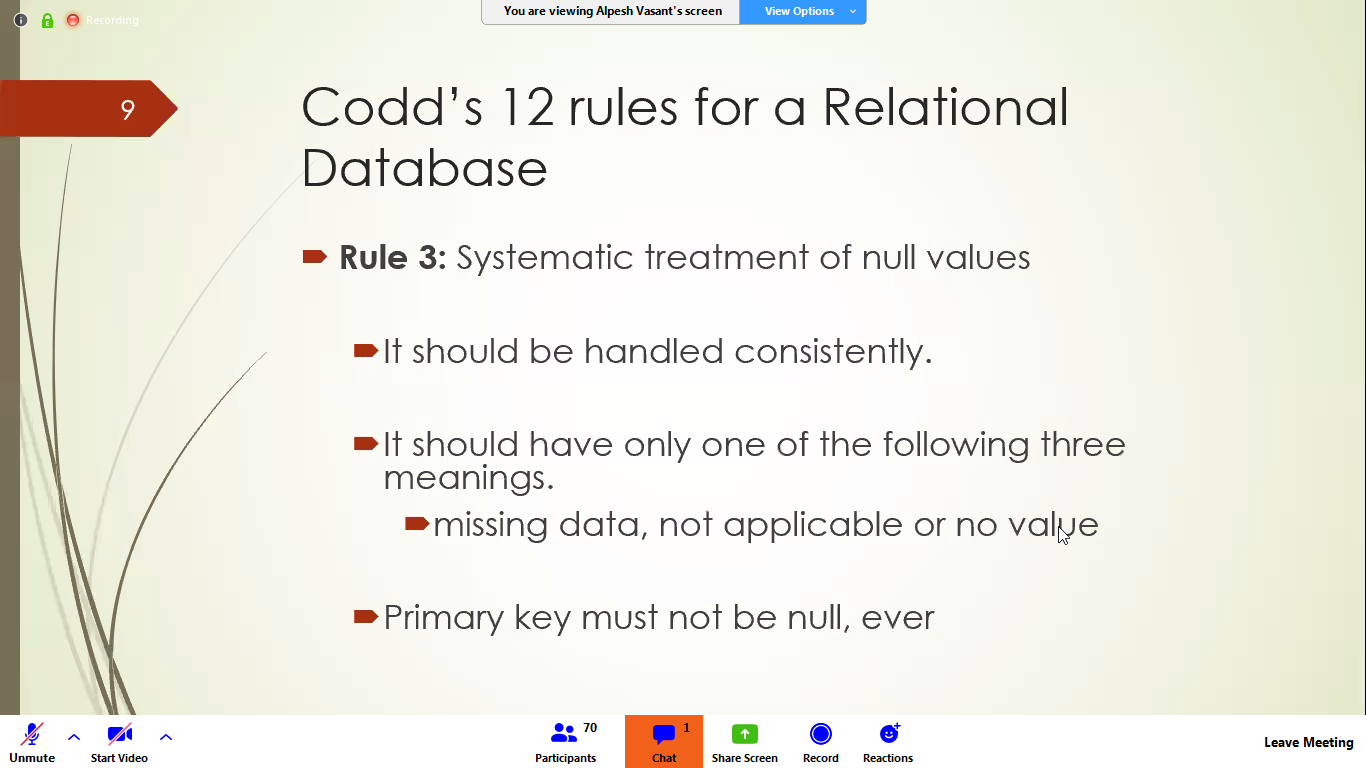 You are viewing Alpesh Vasant's screen
View Options
Recording
9
Codd's 12 rules for a Relational
Database
Rule 3: Systematic treatment of null values
It should be handled consistently.
It should have only one of the following three
meanings.
missing data, not applicable or no value
Primary key must not be null, ever
Unmute
Start Video
70
Participants
1
Chat
Share Screen
Record
Reactions
Leave Meeting